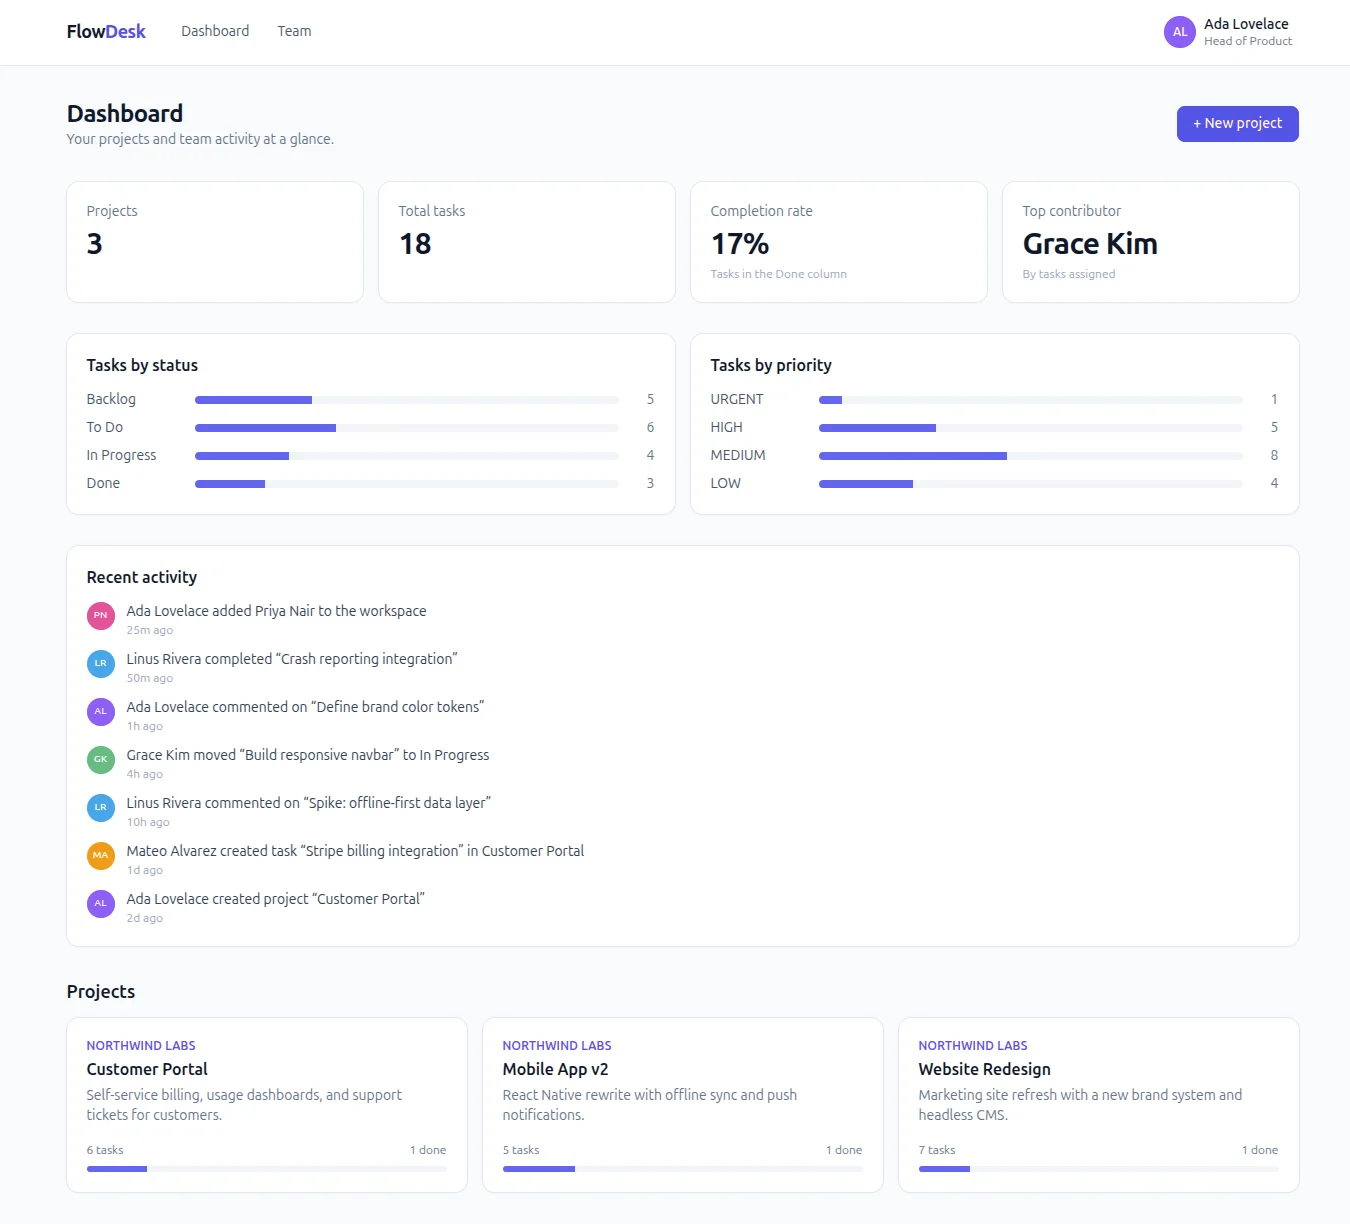 FlowDesk
Dashboard
Team
AL
Ada Lovelace
Head of Product
Dashboard
Your projects and team activity at a glance.
+ New project
Projects
3
Total tasks
18
Completion rate
17%
Tasks in the Done column
Top contributor
Grace Kim
By tasks assigned
Tasks by status
Backlog 5
To Do 6
In Progress 4
Done 3
Tasks by priority
URGENT 1
HIGH 5
MEDIUM 8
LOW 4
Recent activity
PN
Ada Lovelace added Priya Nair to the workspace
25m ago
LR
Linus Rivera completed “Crash reporting integration”
50m ago
AL
Ada Lovelace commented on “Define brand color tokens”
1h ago
GK
Grace Kim moved “Build responsive navbar” to In Progress
4h ago
LR
Linus Rivera commented on “Spike: offline-first data layer”
10h ago
MA
Mateo Alvarez created task “Stripe billing integration” in Customer Portal
1d ago
AL
Ada Lovelace created project “Customer Portal”
2d ago
Projects
NORTHWIND LABS
Customer Portal
Self-service billing, usage dashboards, and support
tickets for customers.
6 tasks 1 done
NORTHWIND LABS
Mobile App v2
React Native rewrite with offline sync and push
notifications.
5 tasks 1 done
NORTHWIND LABS
Website Redesign
Marketing site refresh with a new brand system and
headless CMS.
7 tasks 1 done